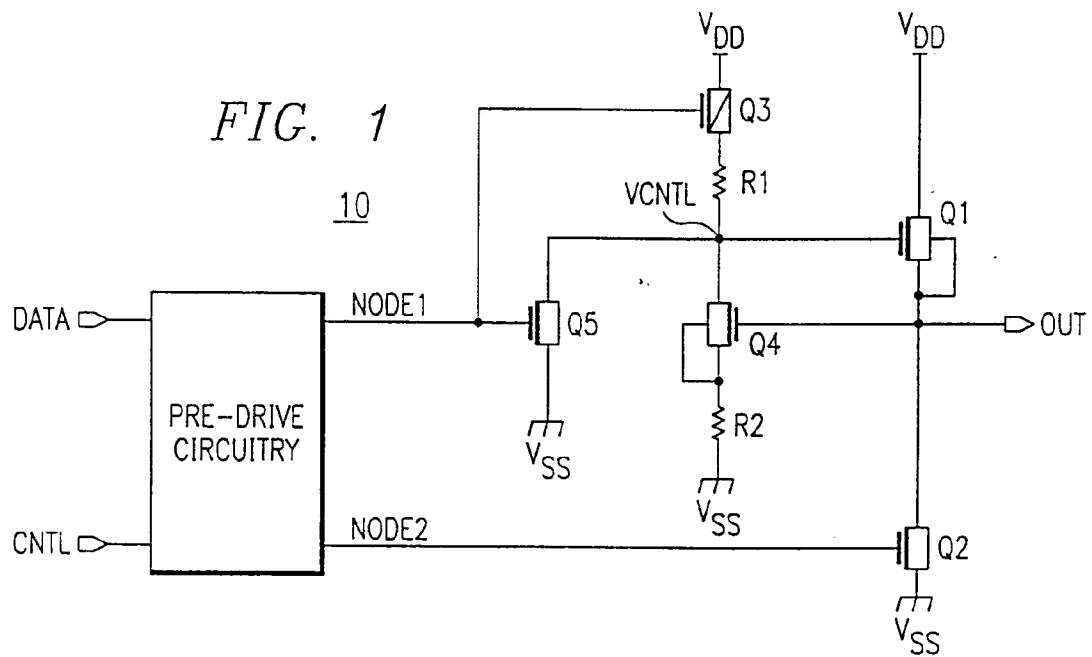 FIG. 1
10
V_DD
V_DD
Q3
R1
VCNTL
Q1
DATA
NODE1
Q5
Q4
OUT
PRE-DRIVE
CIRCUITRY
R2
V_SS
V_SS
CNTL
NODE2
Q2
V_SS